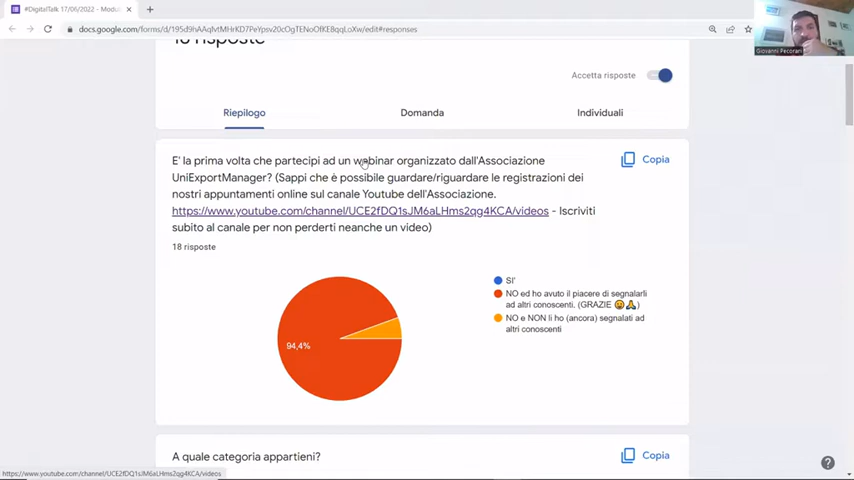 #DigitalTalk 17/06/2022 - Modu
docs.google.com/forms/d/195d9hAAqIvtMHrKD7PeYpsv20cOgTENoOfKE8qqLoXw/edit#responses
Giovanni Pecorari
18 risposte
Accetta risposte
Riepilogo
Domanda
Individuali
E' la prima volta che partecipi ad un webinar organizzato dall'Associazione
UniExportManager? (Sappi che è possibile guardare/riguardare le registrazioni dei
nostri appuntamenti online sul canale Youtube dell'Associazione.
https://www.youtube.com/channel/UCE2fDQ1sJM6aLHms2qg4KCA/videos - Iscriviti
subito al canale per non perderti neanche un video)
Copia
18 risposte
94,4%
SI'
NO ed ho avuto il piacere di segnalarli
ad altri conoscenti. (GRAZIE 😛🙏)
NO e NON li ho (ancora) segnalati ad
altri conoscenti
A quale categoria appartieni?
Copia
https://www.youtube.com/channel/UCE2fDQ1sJM6aLHms2qg4KCA/videos